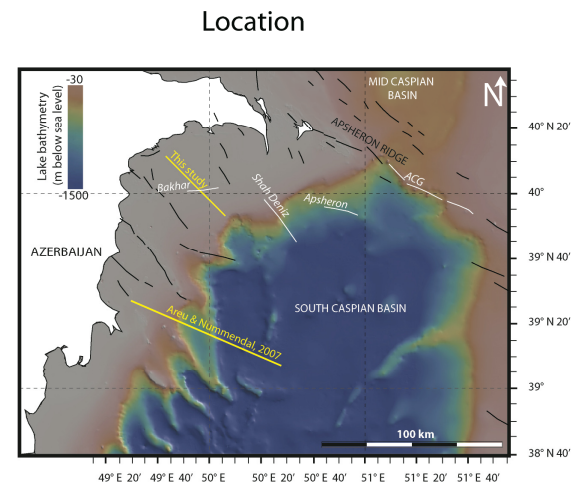 Location
-30
Lake bathymetry
(m below sea level)
-1500
MID CASPIAN
BASIN
N
APSHERON RIDGE
This study
Bakhar
Shah Deniz
Apsheron
ACG
AZERBAIJAN
SOUTH CASPIAN BASIN
Areu & Nummendal, 2007
100 km
40° 20'
40°
39° 40'
39° 20'
39°
38° 40'
49° E 20' 49° E 40' 50° E 50° E 20' 50° E 40' 51° E 51° E 20' 51° E 40'